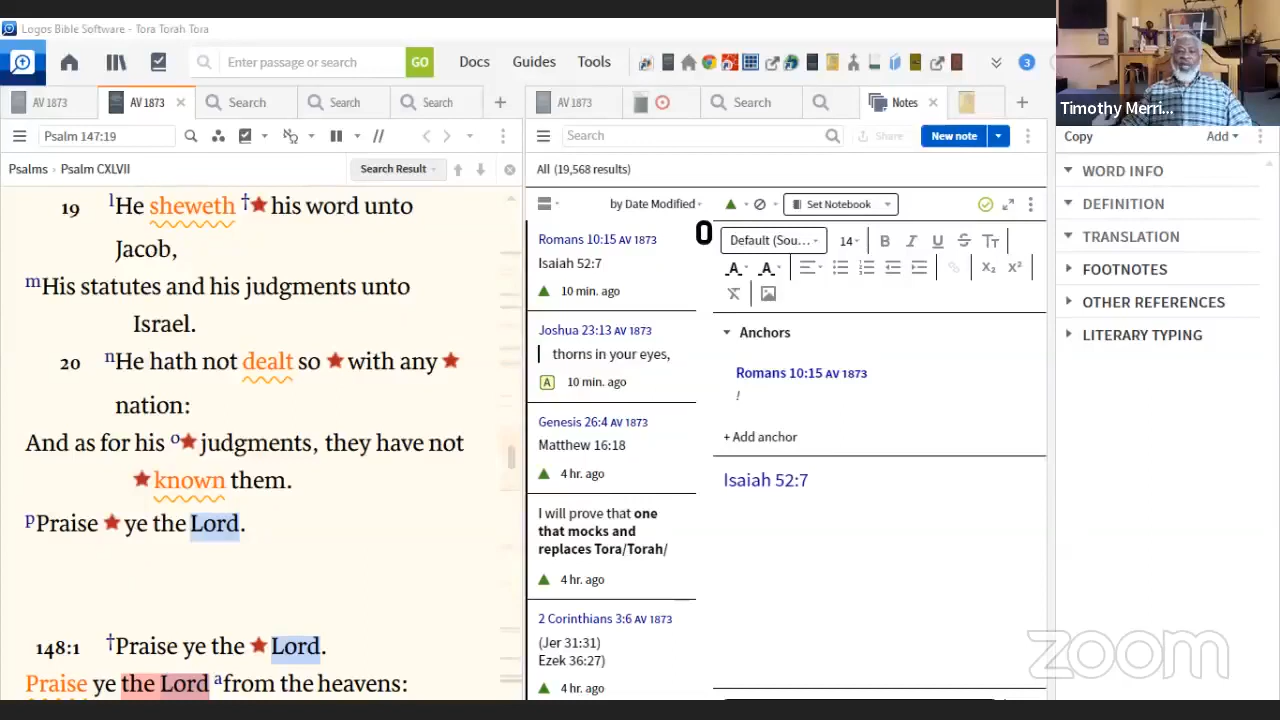 Logos Bible Software - Tora Torah Tora
Enter passage or search
GO
Docs
Guides
Tools
3
AV 1873
AV 1873
Search
Search
Search
AV 1873
Search
Notes
Psalm 147:19
Psalms › Psalm CXLVII
Search Result
19 lHe sheweth † his word unto
Jacob,
mHis statutes and his judgments unto
Israel.
20 nHe hath not dealt so with any
nation:
And as for his o judgments, they have not
known them.
pPraise ye the Lord.
148:1 †Praise ye the Lord.
Praise ye the Lord a from the heavens:
Search
Share
New note
All (19,568 results)
by Date Modified
Set Notebook
Romans 10:15 AV 1873
Isaiah 52:7
10 min. ago
Joshua 23:13 AV 1873
thorns in your eyes,
A 10 min. ago
Genesis 26:4 AV 1873
Matthew 16:18
4 hr. ago
I will prove that one
that mocks and
replaces Tora/Torah/
4 hr. ago
2 Corinthians 3:6 AV 1873
(Jer 31:31)
Ezek 36:27)
4 hr. ago
0
Default (Sou...
14
B I U S TT
A A
X2 X2
Anchors
Romans 10:15 AV 1873
!
+ Add anchor
Isaiah 52:7
Timothy Merri...
Copy
Add
WORD INFO
DEFINITION
TRANSLATION
FOOTNOTES
OTHER REFERENCES
LITERARY TYPING
zoom